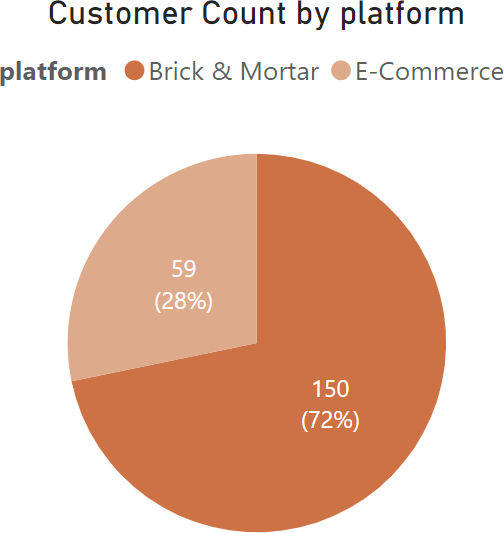 Customer Count by platform
platform Brick & Mortar E-Commerce
59
(28%)
150
(72%)